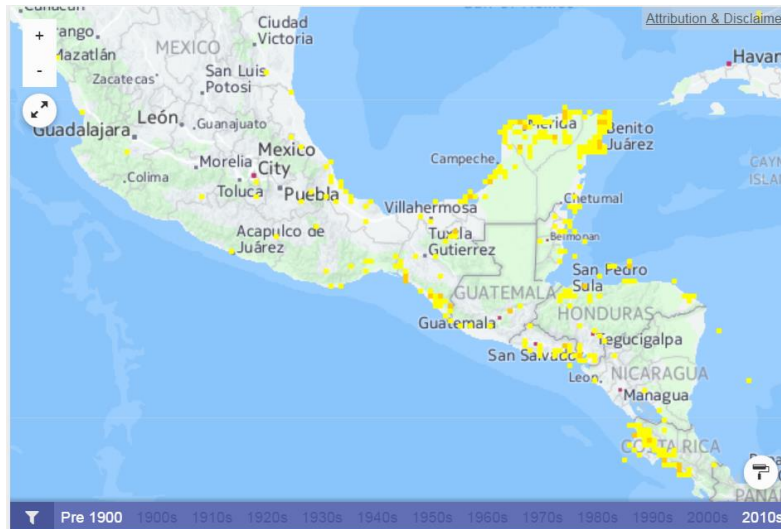 Attribution & Disclaime
Ciudad
Victoria
MEXICO
Mazatlán
Zacatecas
San Luis
Potosi
Havan
León
Guanajuato
Guadalajara
Mérida
Benito
Juárez
Morelia
Mexico
City
Campeche
Colima
Toluca
Puebla
Villahermosa
Chetumal
Acapulco de
Juárez
Tuxtla
Gutierrez
Belmopan
San Pedro
Sula
GUATEMALA
HONDURAS
Guatemala
Tegucigalpa
San Salvador
NICARAGUA
Leon
Managua
COSTA RICA
PANA
+
-
Pre 1900 1900s 1910s 1920s 1930s 1940s 1950s 1960s 1970s 1980s 1990s 2000s 2010s